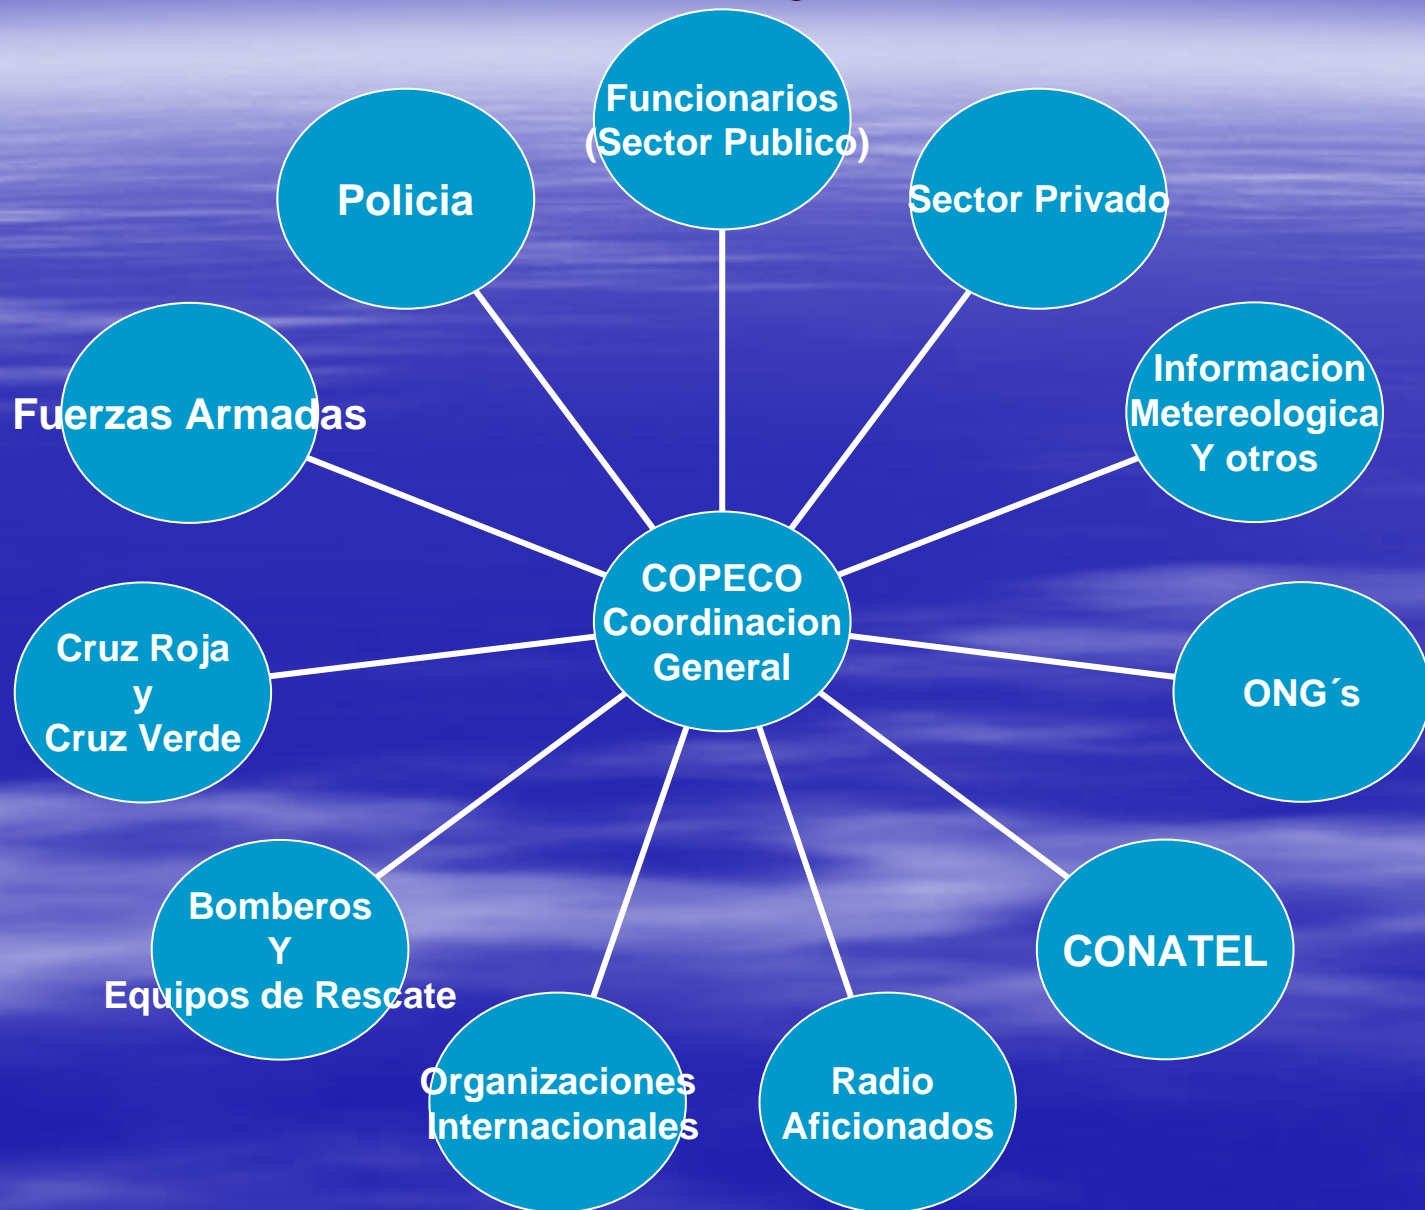 Funcionarios
(Sector Publico)
Policia
Sector Privado
Informacion
Metereologica
Y otros
Fuerzas Armadas
COPECO
Coordinacion
General
Cruz Roja
y
Cruz Verde
ONG´s
Bomberos
Y
Equipos de Rescate
CONATEL
Organizaciones
Internacionales
Radio
Aficionados